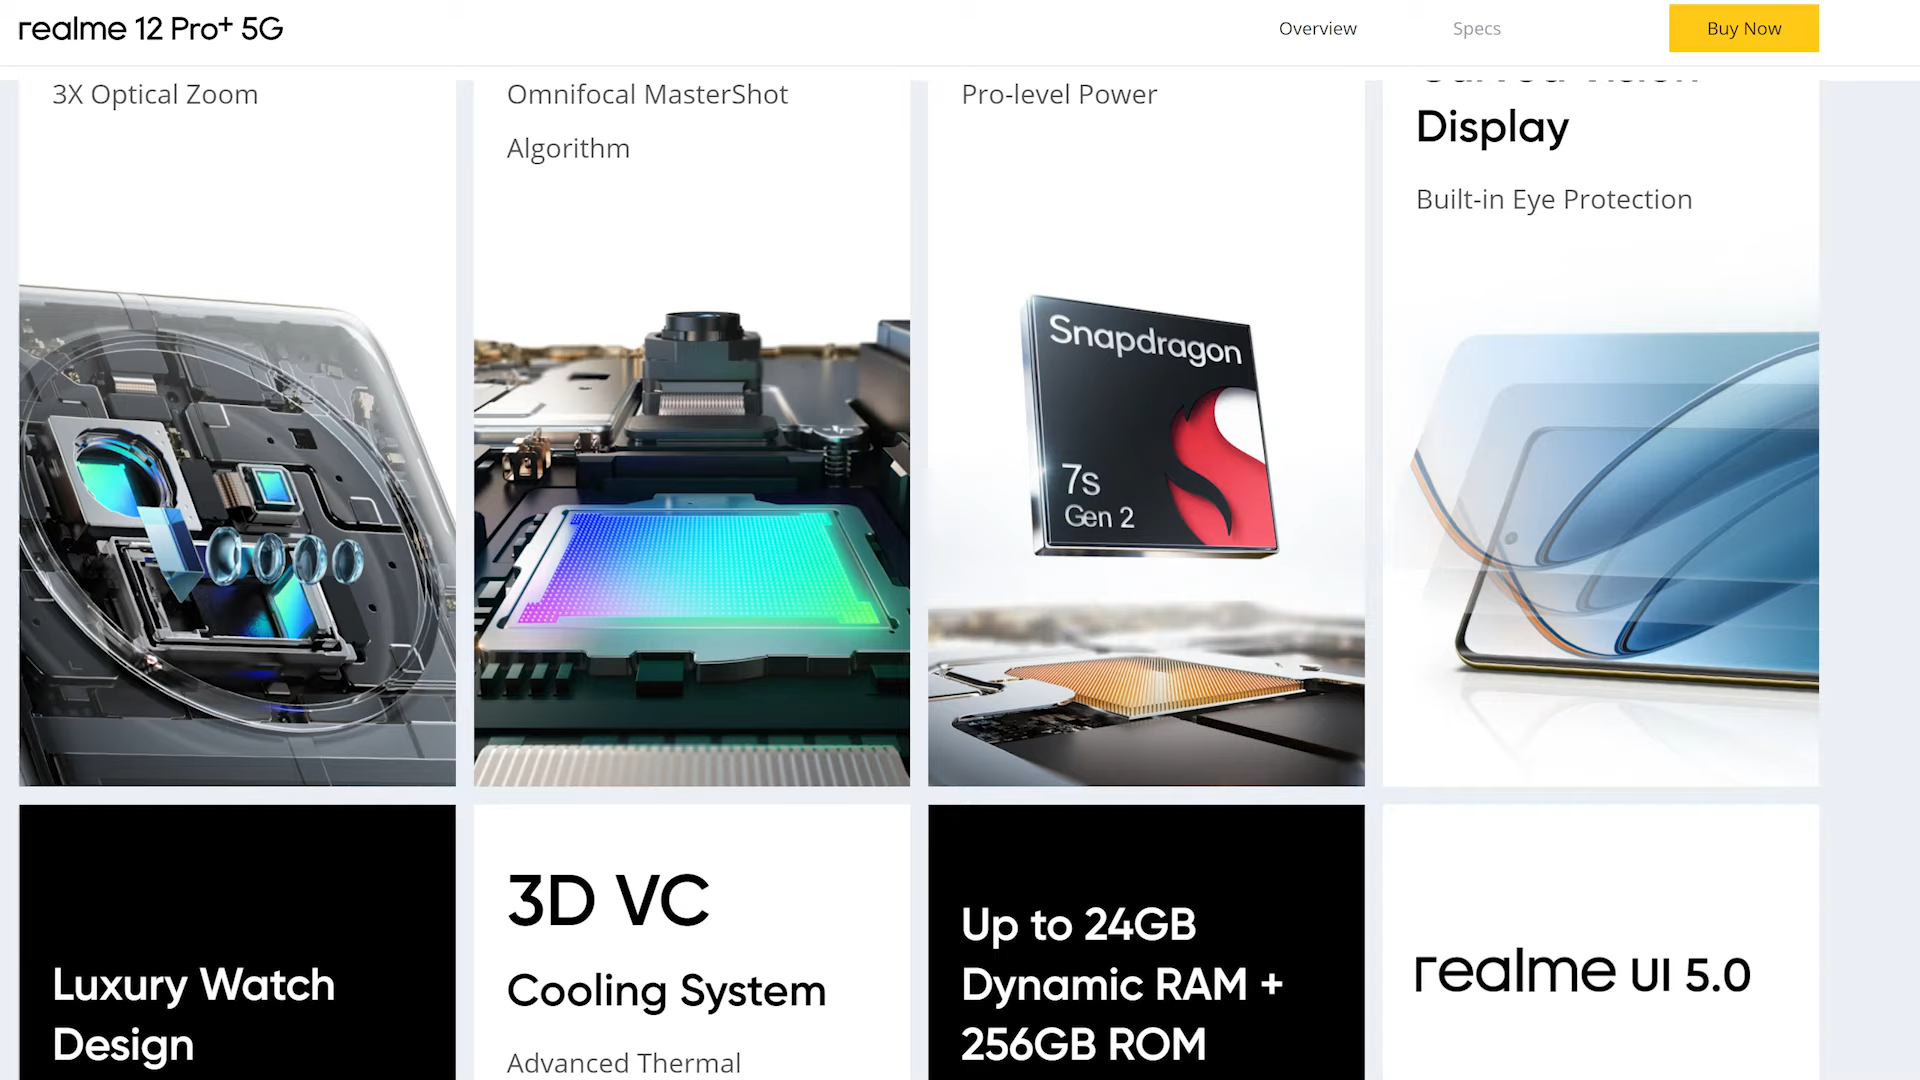 realme 12 Pro+ 5G
Overview
Specs
Buy Now
3X Optical Zoom
Omnifocal MasterShot
Algorithm
Pro-level Power
Display
Built-in Eye Protection
Snapdragon
7s
Gen 2
Luxury Watch
Design
3D VC
Cooling System
Advanced Thermal
Up to 24GB
Dynamic RAM +
256GB ROM
realme UI 5.0